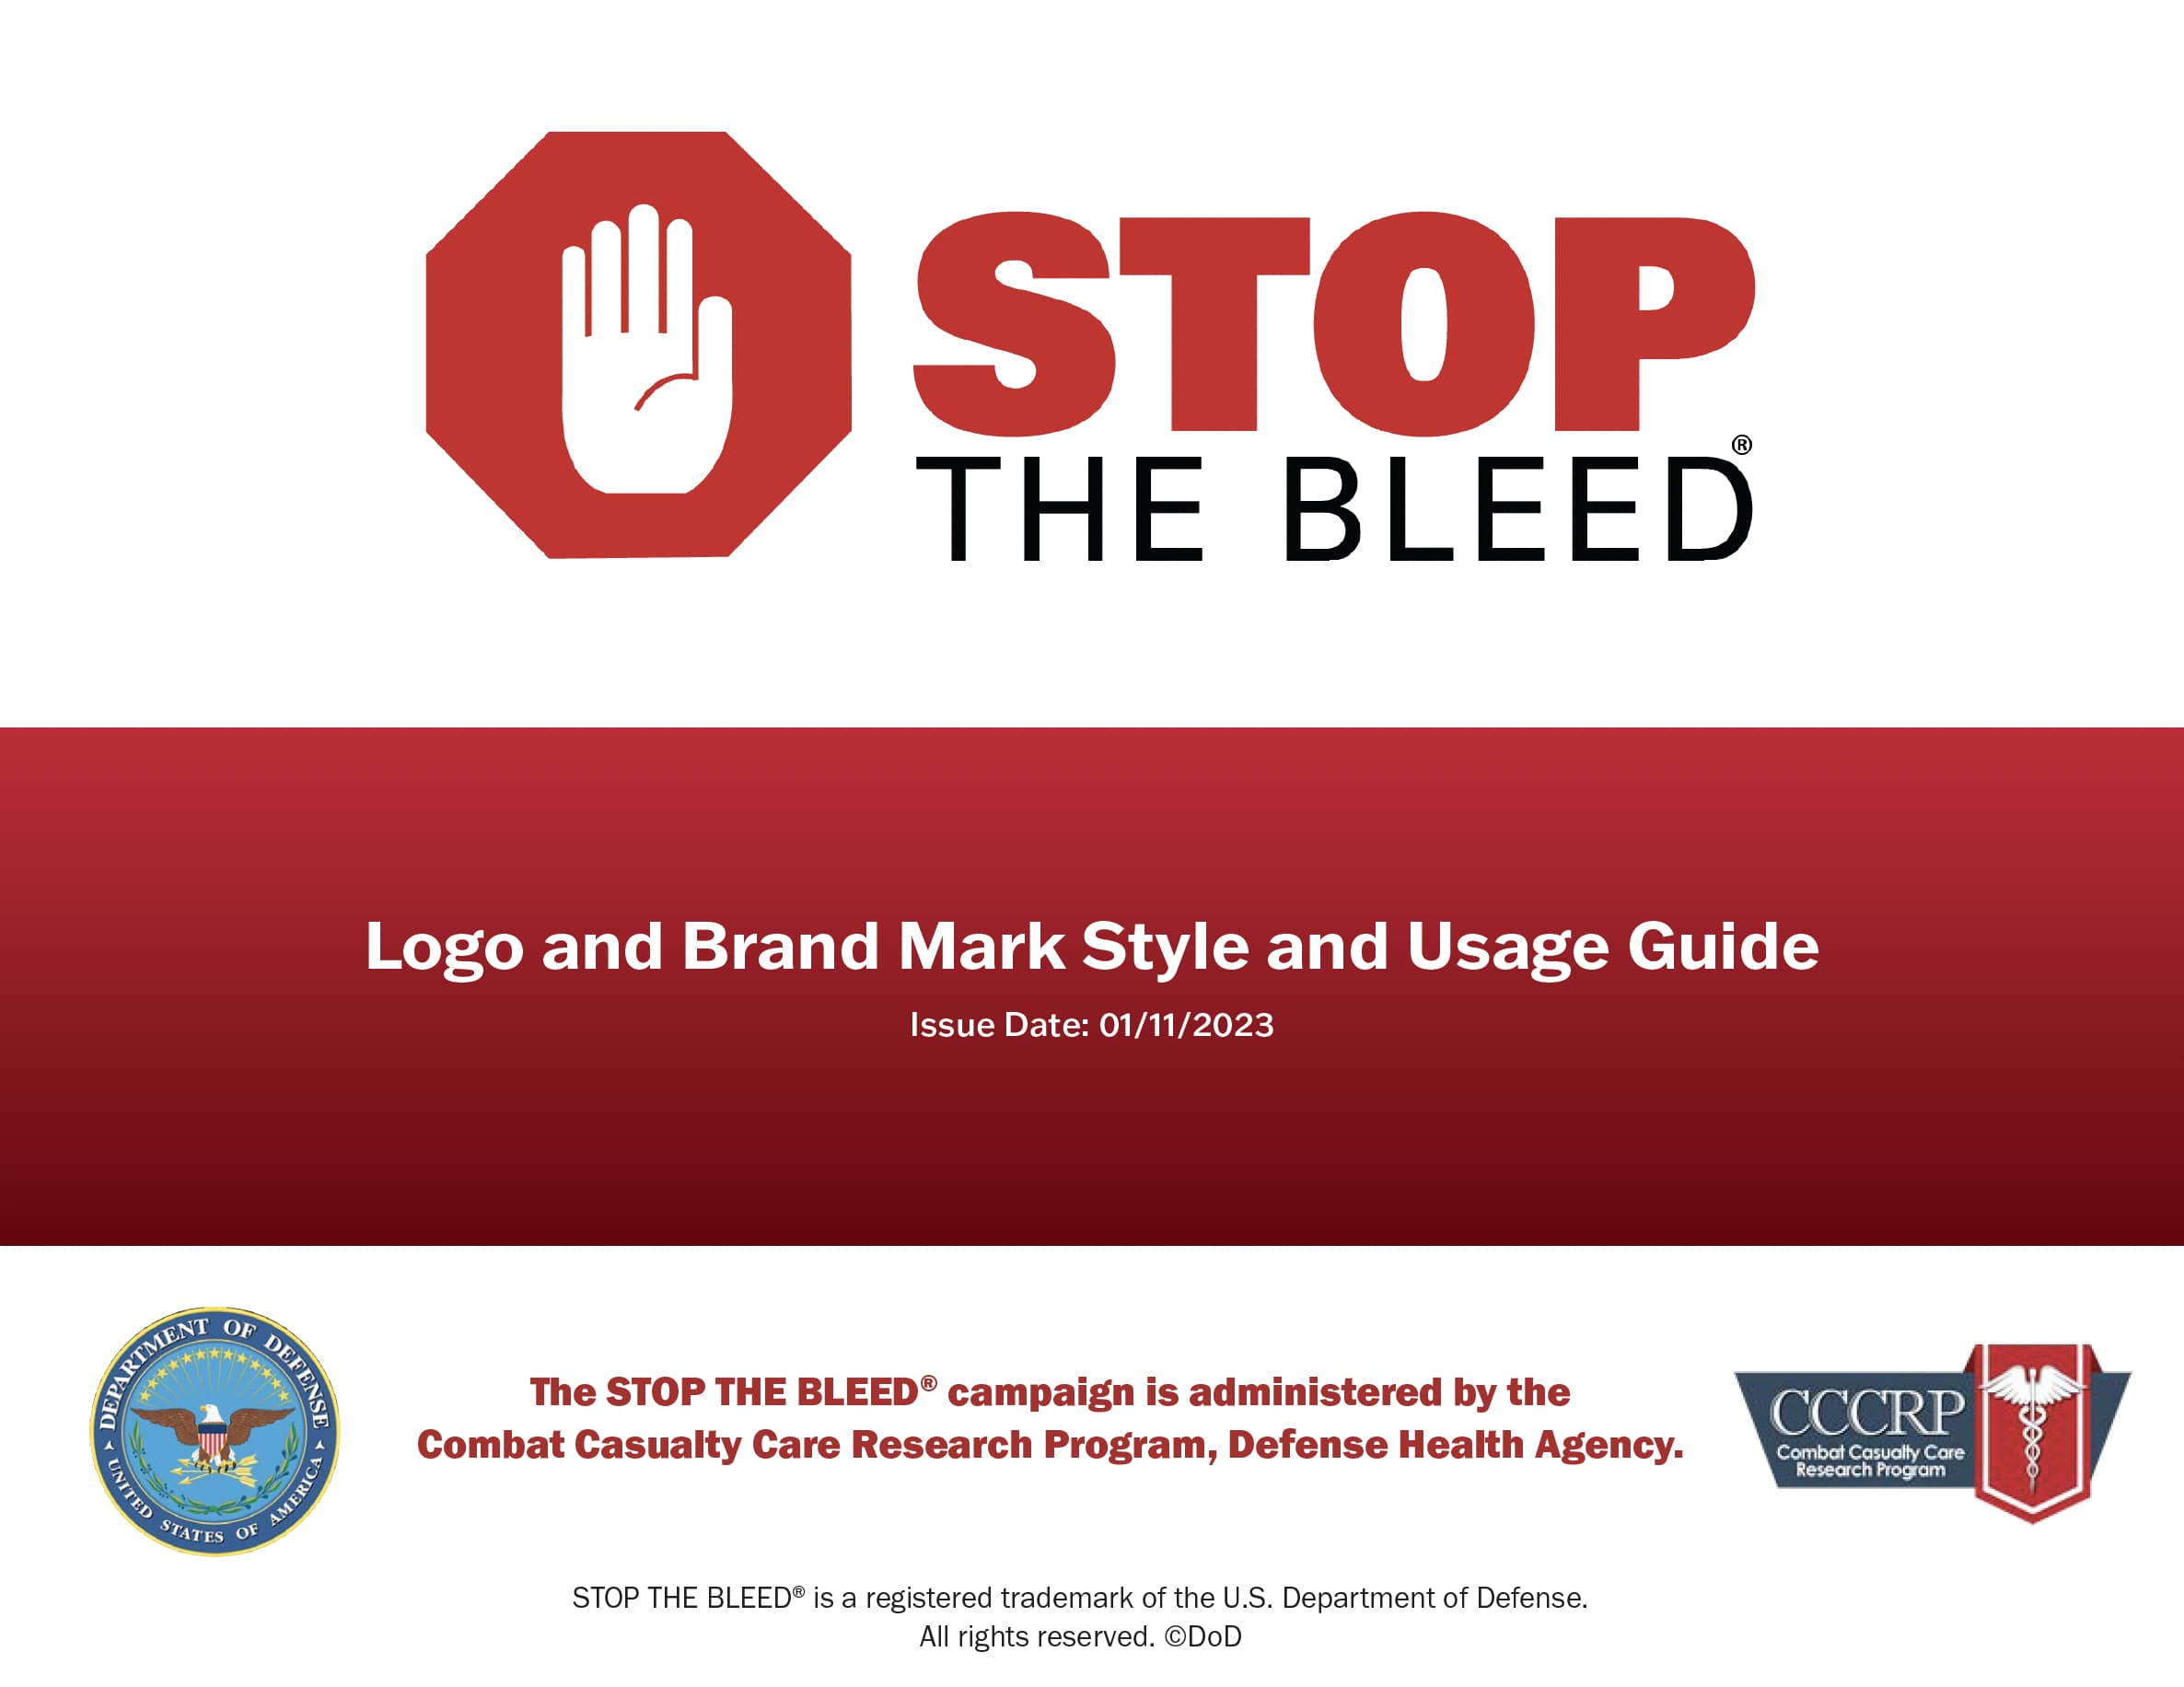 STOP
THE BLEED®
Logo and Brand Mark Style and Usage Guide
Issue Date: 01/11/2023
DEPARTMENT OF DEFENSE
UNITED STATES OF AMERICA
The STOP THE BLEED® campaign is administered by the
Combat Casualty Care Research Program, Defense Health Agency.
CCCRP
Combat Casualty Care
Research Program
STOP THE BLEED® is a registered trademark of the U.S. Department of Defense.
All rights reserved. ©DoD